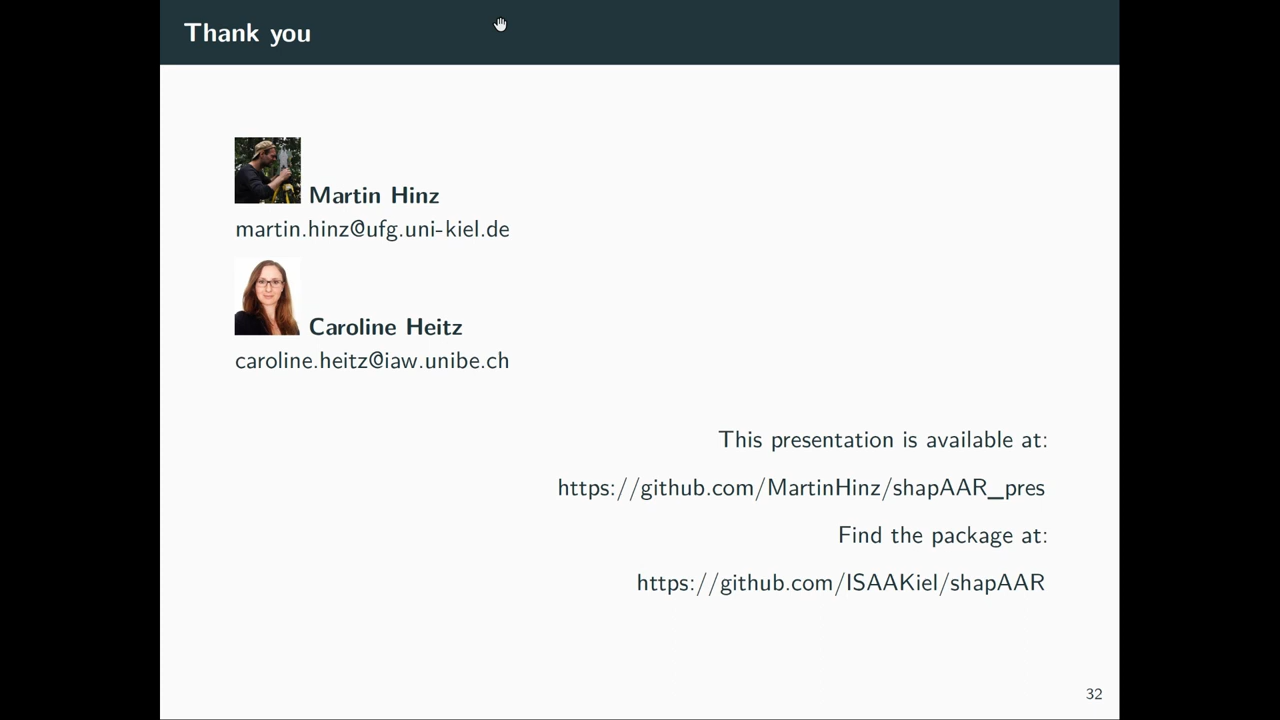 Thank you
Martin Hinz
martin.hinz@ufg.uni-kiel.de
Caroline Heitz
caroline.heitz@iaw.unibe.ch
This presentation is available at:
https://github.com/MartinHinz/shapAAR_pres
Find the package at:
https://github.com/ISAAKiel/shapAAR
32